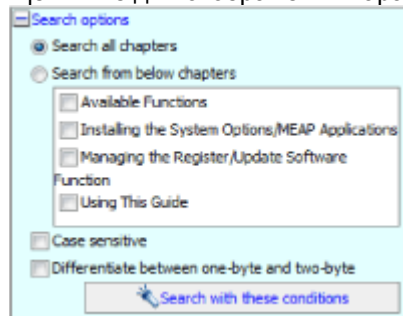 Search options
Search all chapters
Search from below chapters
Available Functions
Installing the System Options/MEAP Applications
Managing the Register/Update Software
Function
Using This Guide
Case sensitive
Differentiate between one-byte and two-byte
Search with these conditions